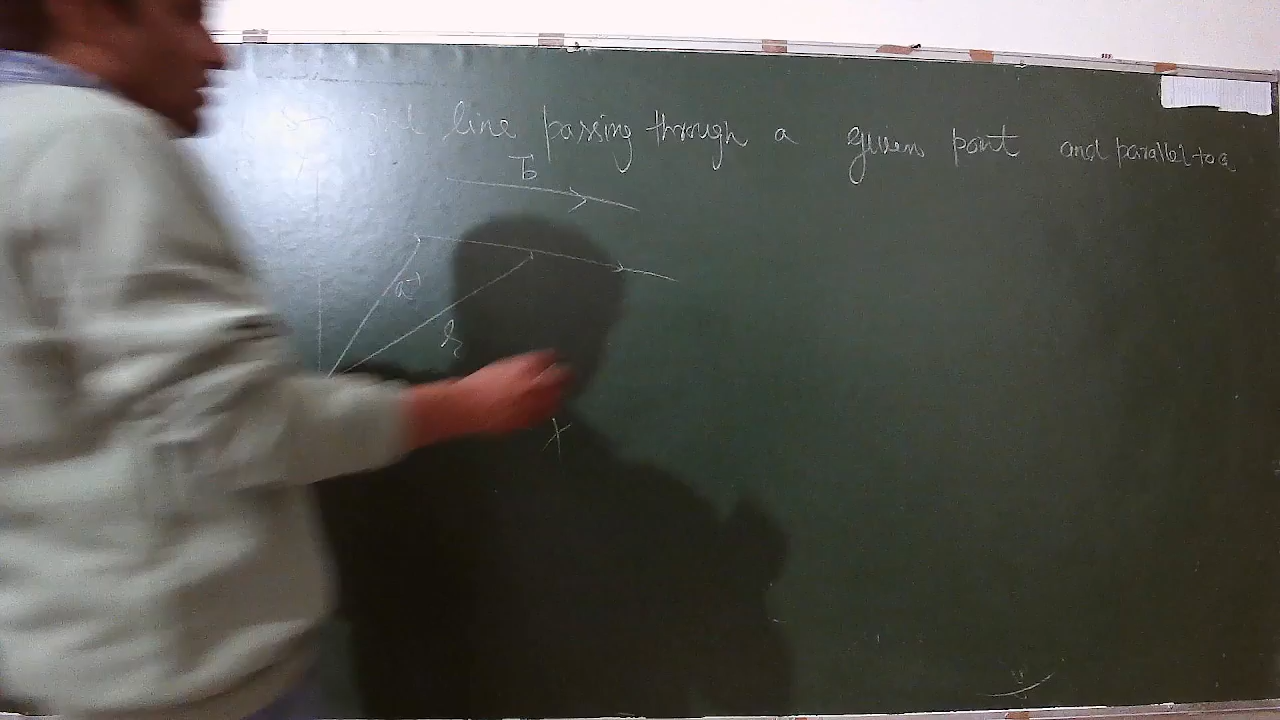 line passing through a given point and parallel to a
b
a
r
x